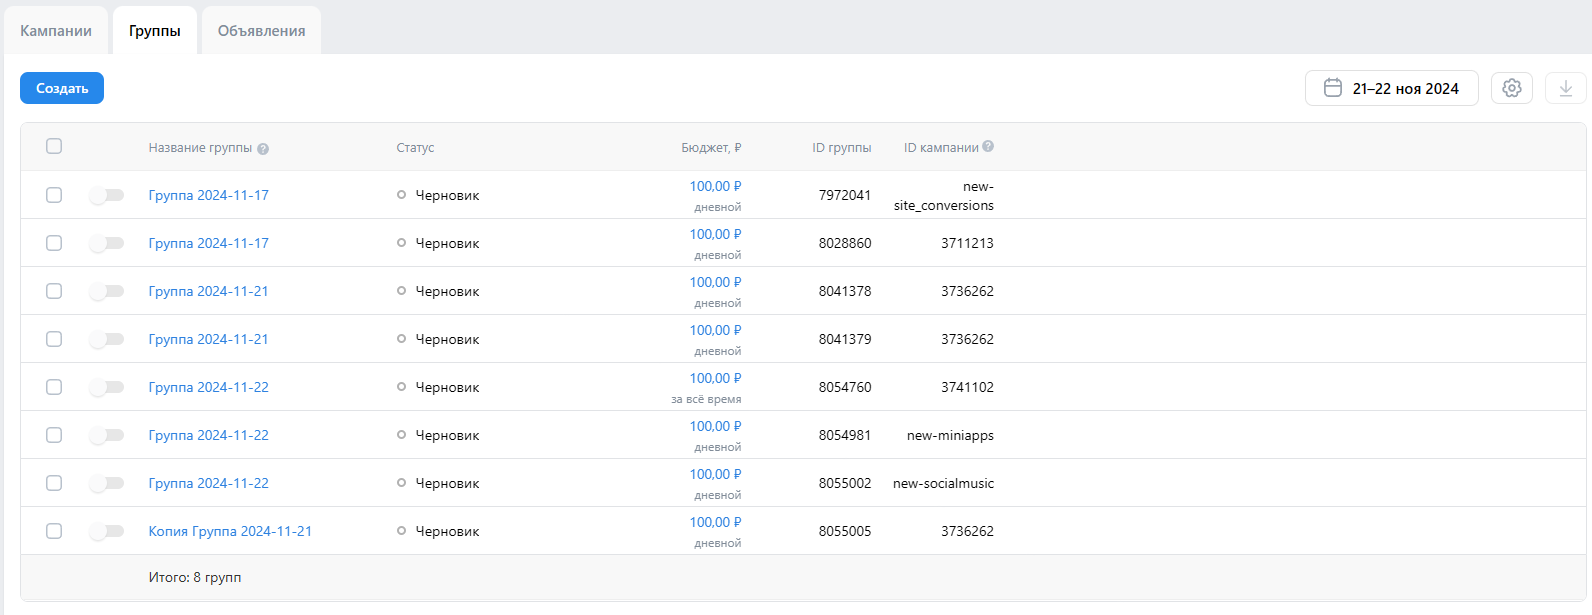 Кампании Группы Объявления
Создать 21–22 ноя 2024
Название группы ? Статус Бюджет, ₽ ID группы ID кампании ?
Группа 2024-11-17 Черновик 100,00 ₽ дневной 7972041 new-site_conversions
Группа 2024-11-17 Черновик 100,00 ₽ дневной 8028860 3711213
Группа 2024-11-21 Черновик 100,00 ₽ дневной 8041378 3736262
Группа 2024-11-21 Черновик 100,00 ₽ дневной 8041379 3736262
Группа 2024-11-22 Черновик 100,00 ₽ за всё время 8054760 3741102
Группа 2024-11-22 Черновик 100,00 ₽ дневной 8054981 new-miniapps
Группа 2024-11-22 Черновик 100,00 ₽ дневной 8055002 new-socialmusic
Копия Группа 2024-11-21 Черновик 100,00 ₽ дневной 8055005 3736262
Итого: 8 групп